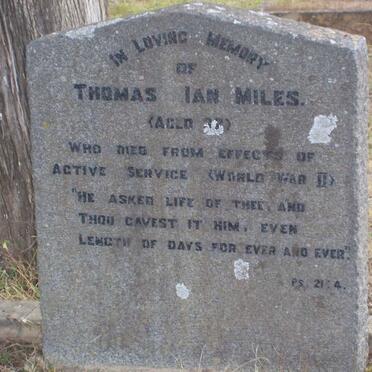 IN LOVING MEMORY
OF
THOMAS IAN MILES.
(AGED
WHO DIED FROM EFFECTS OF
ACTIVE SERVICE (WORLD WAR II)
"HE ASKED LIFE OF THEE, AND
THOU GAVEST IT HIM, EVEN
LENGTH OF DAYS FOR EVER AND EVER".
PS. 21:4.